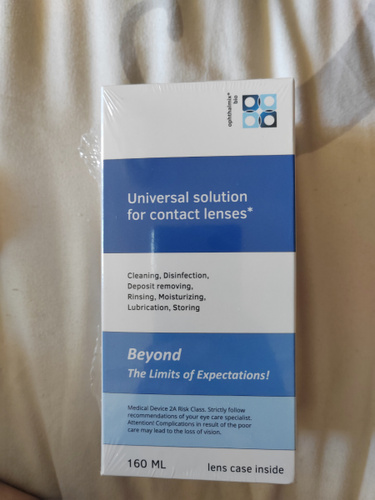 ophthalmix®
bio
Universal solution
for contact lenses*
Cleaning, Disinfection,
Deposit removing,
Rinsing, Moisturizing,
Lubrication, Storing
Beyond
The Limits of Expectations!
Medical Device 2A Risk Class. Strictly follow
recommendations of your eye care specialist.
Attention! Complications in result of the poor
care may lead to the loss of vision.
160 ML lens case inside